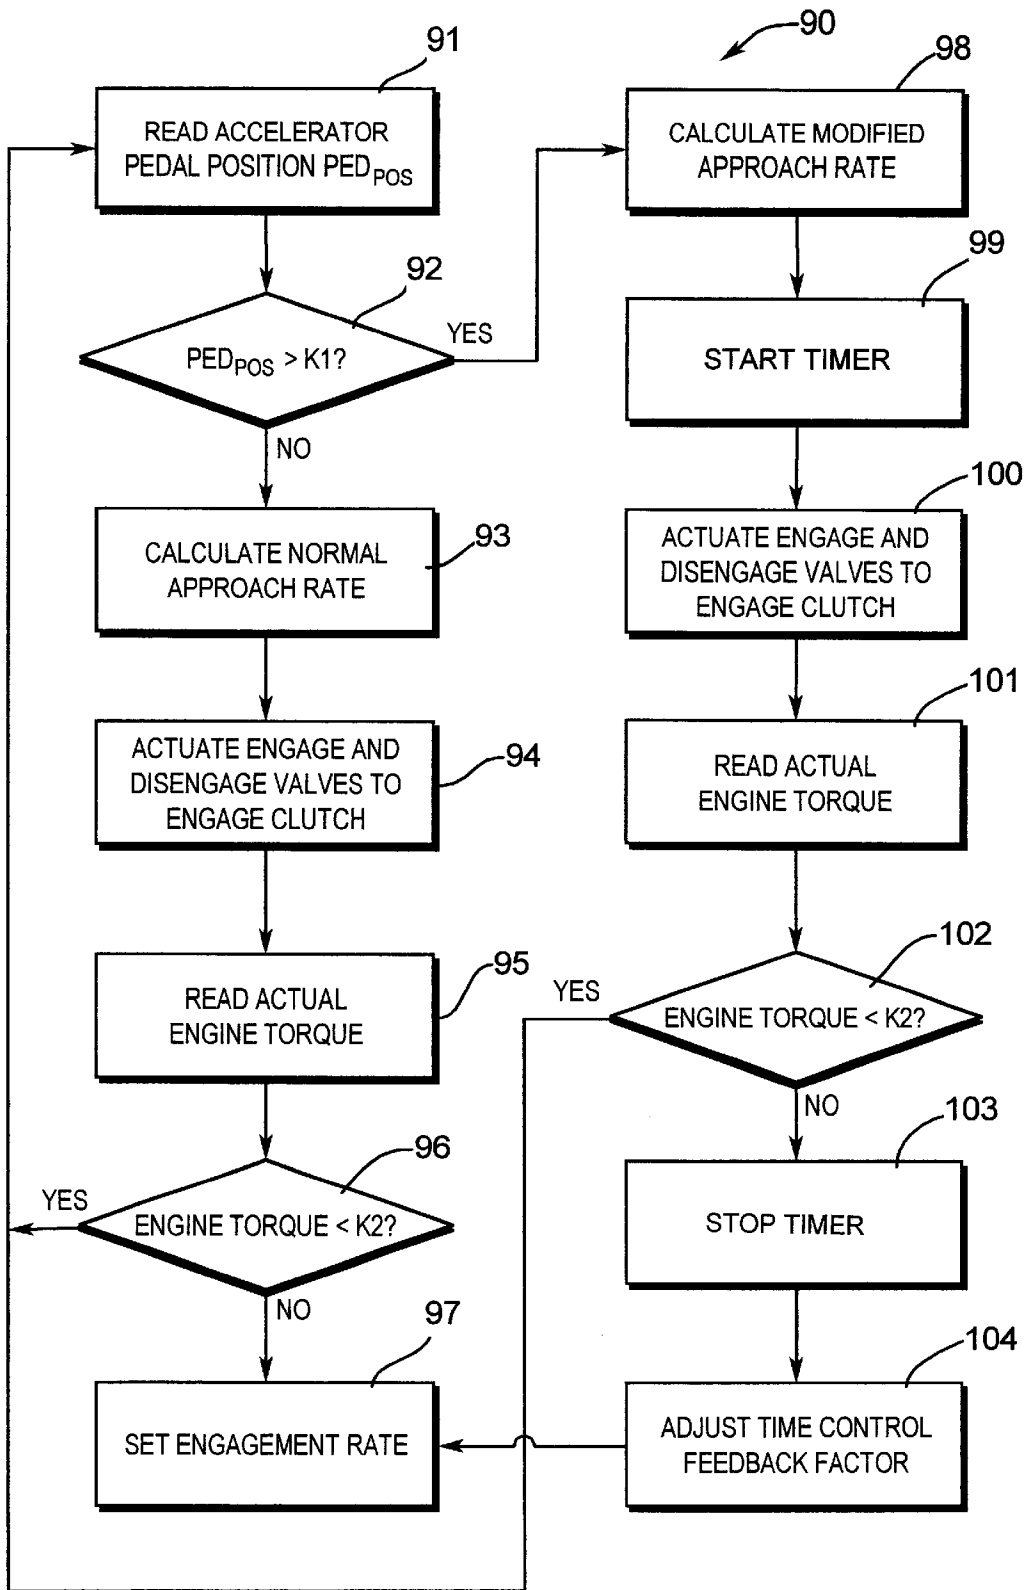 90
91
READ ACCELERATOR
PEDAL POSITION PEDPOS
92
PEDPOS > K1?
YES
NO
93
CALCULATE NORMAL
APPROACH RATE
94
ACTUATE ENGAGE AND
DISENGAGE VALVES TO
ENGAGE CLUTCH
95
READ ACTUAL
ENGINE TORQUE
96
ENGINE TORQUE < K2?
YES
NO
97
SET ENGAGEMENT RATE
98
CALCULATE MODIFIED
APPROACH RATE
99
START TIMER
100
ACTUATE ENGAGE AND
DISENGAGE VALVES TO
ENGAGE CLUTCH
101
READ ACTUAL
ENGINE TORQUE
102
ENGINE TORQUE < K2?
YES
NO
103
STOP TIMER
104
ADJUST TIME CONTROL
FEEDBACK FACTOR